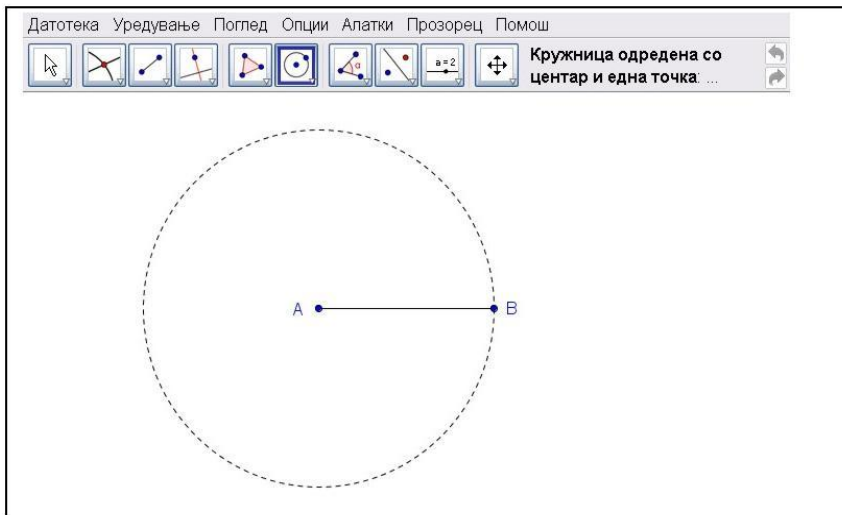 Датотека Уредување Поглед Опции Алатки Прозорец Помош
a = 2
α
Кружница одредена со
центар и една точка: ...
A
B